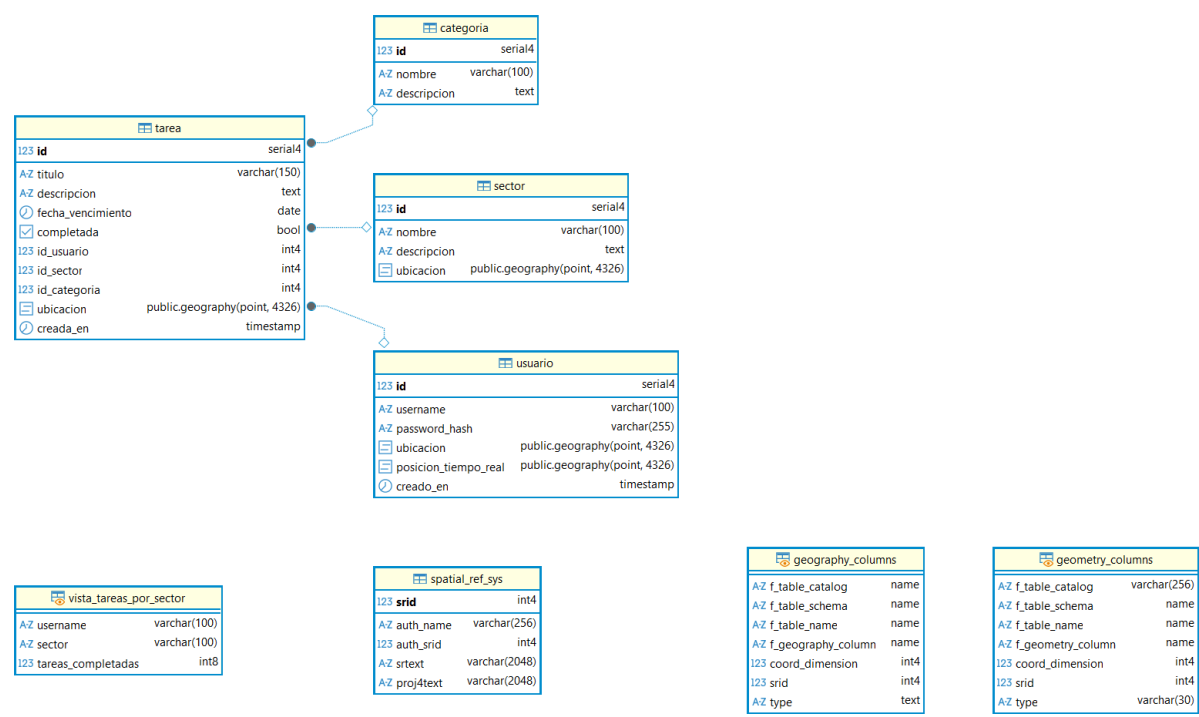 categoria
123 id serial4
A-Z nombre varchar(100)
A-Z descripcion text
tarea
123 id serial4
A-Z titulo varchar(150)
A-Z descripcion text
fecha_vencimiento date
completada bool
123 id_usuario int4
123 id_sector int4
123 id_categoria int4
ubicacion public.geography(point, 4326)
creada_en timestamp
sector
123 id serial4
A-Z nombre varchar(100)
A-Z descripcion text
ubicacion public.geography(point, 4326)
usuario
123 id serial4
A-Z username varchar(100)
A-Z password_hash varchar(255)
ubicacion public.geography(point, 4326)
posicion_tiempo_real public.geography(point, 4326)
creado_en timestamp
vista_tareas_por_sector
A-Z username varchar(100)
A-Z sector varchar(100)
123 tareas_completadas int8
spatial_ref_sys
123 srid int4
A-Z auth_name varchar(256)
123 auth_srid int4
A-Z srtext varchar(2048)
A-Z proj4text varchar(2048)
geography_columns
A-Z f_table_catalog name
A-Z f_table_schema name
A-Z f_table_name name
A-Z f_geography_column name
123 coord_dimension int4
123 srid int4
A-Z type text
geometry_columns
A-Z f_table_catalog varchar(256)
A-Z f_table_schema name
A-Z f_table_name name
A-Z f_geometry_column name
123 coord_dimension int4
123 srid int4
A-Z type varchar(30)